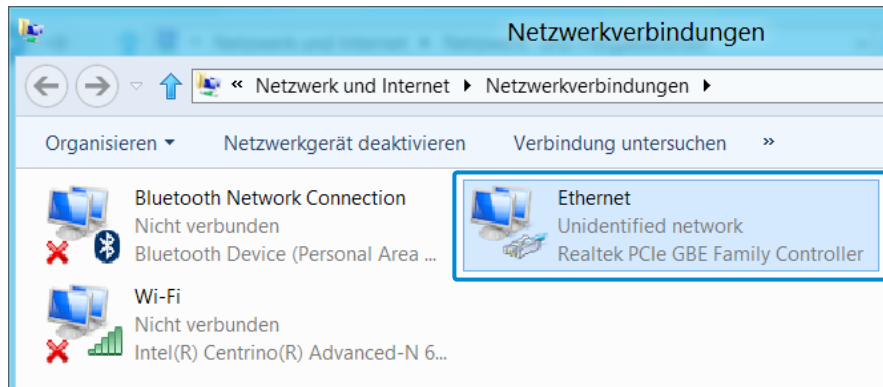 Netzwerkverbindungen
« Netzwerk und Internet Netzwerkverbindungen
Organisieren Netzwerkgerät deaktivieren Verbindung untersuchen »
Bluetooth Network Connection
Nicht verbunden
Bluetooth Device (Personal Area ...
Ethernet
Unidentified network
Realtek PCIe GBE Family Controller
Wi-Fi
Nicht verbunden
Intel(R) Centrino(R) Advanced-N 6...